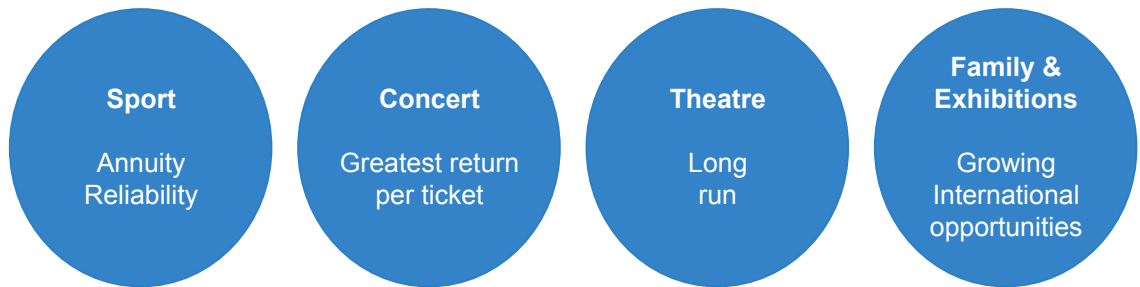 Sport
Annuity
Reliability
Concert
Greatest return
per ticket
Theatre
Long
run
Family &
Exhibitions
Growing
International
opportunities